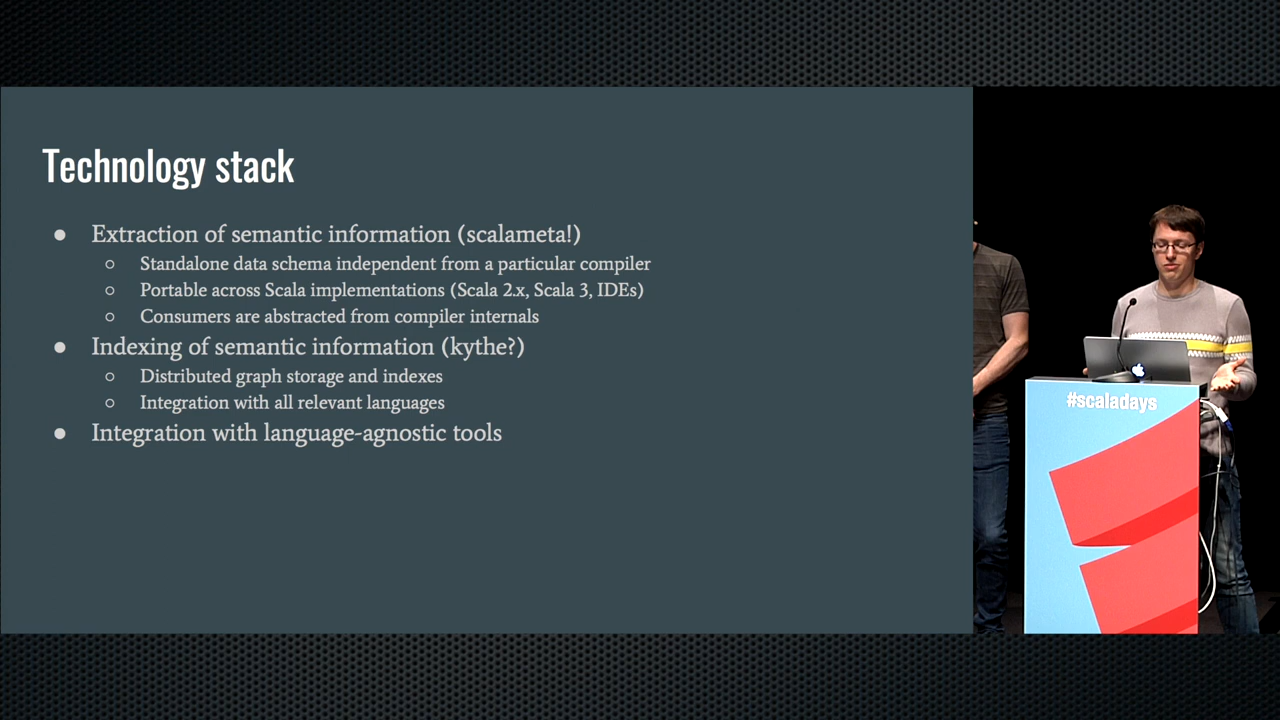 Technology stack
● Extraction of semantic information (scalameta!)
○ Standalone data schema independent from a particular compiler
○ Portable across Scala implementations (Scala 2.x, Scala 3, IDEs)
○ Consumers are abstracted from compiler internals
● Indexing of semantic information (kythe?)
○ Distributed graph storage and indexes
○ Integration with all relevant languages
● Integration with language-agnostic tools
#scaladays